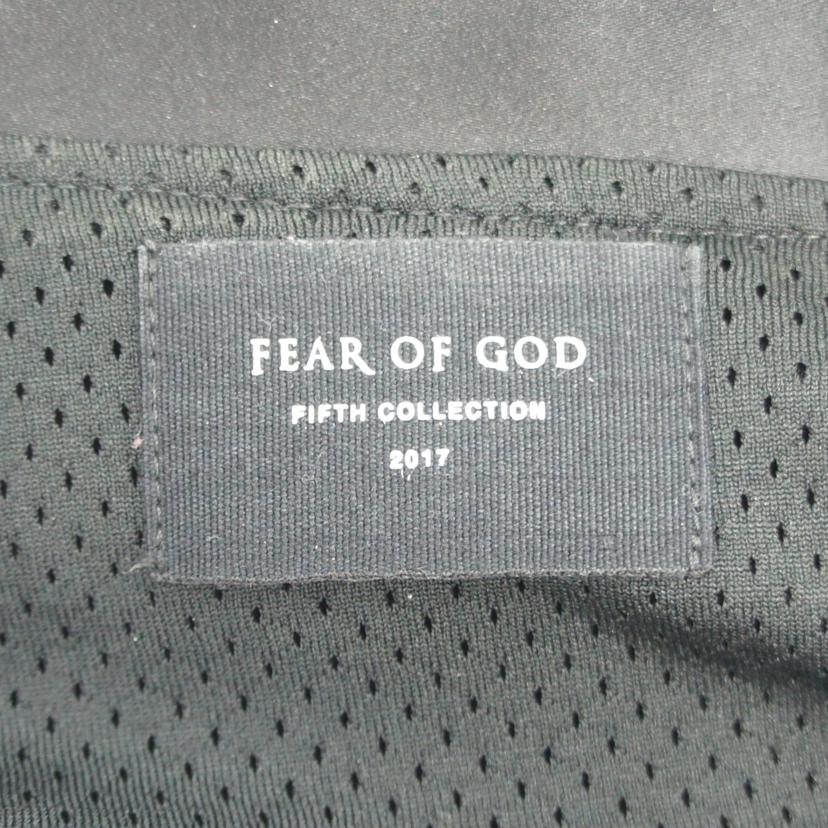 FEAR OF GOD
FIFTH COLLECTION
2017